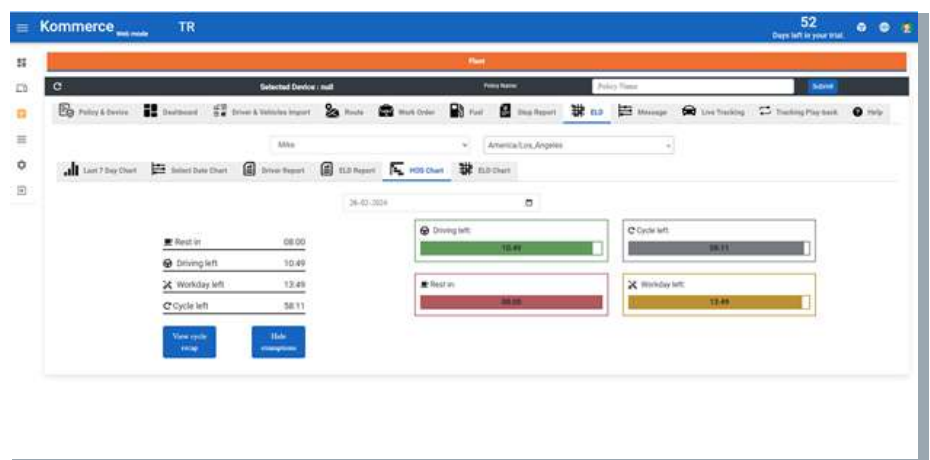 Kommerce Web mode TR 52
Days left in your trial.
Fleet
Selected Device : null Policy Name: Policy Name Submit
Policy & Device Dashboard Driver & Vehicles Import Route Work Order Fuel Stop Report ELD Message Live Tracking Tracking Play-back Help
Mike America/Los_Angeles
Last 7 Day Chart Select Date Chart Driver Report ELD Report HOS Chart ELD Chart
26-02-2024
Rest in 08:00
Driving left 10:49
Workday left 13:49
Cycle left 58:11
View cycle
recap
Hide
exemptions
Driving left:
10:49
Cycle left:
58:11
Rest in:
08:00
Workday left:
13:49